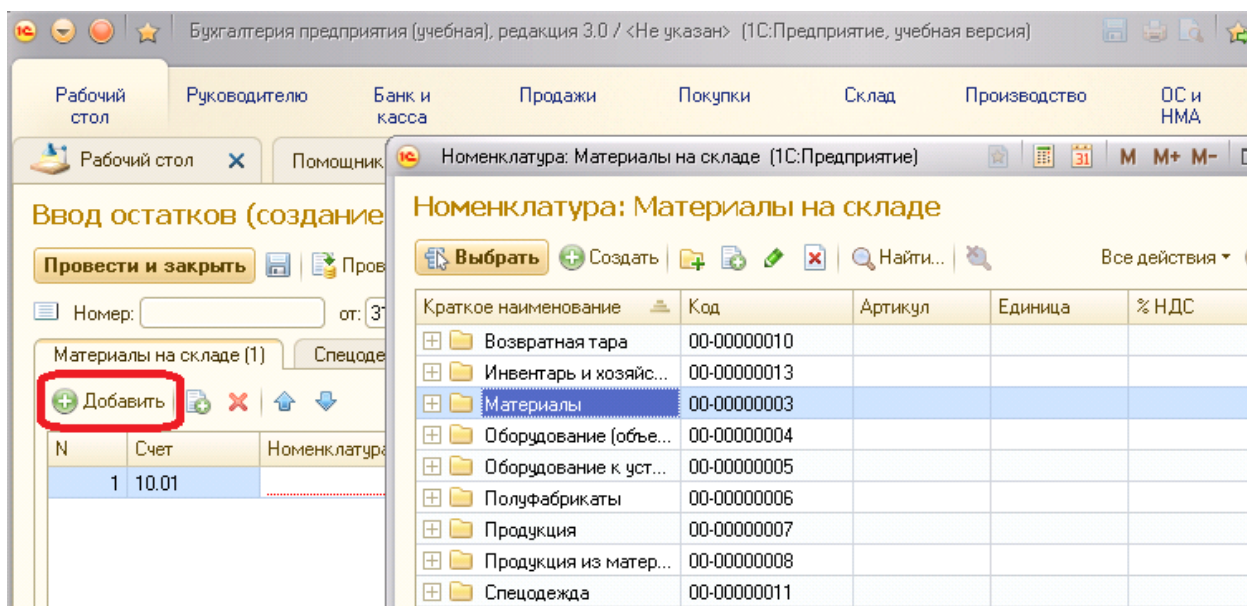 Бухгалтерия предприятия (учебная), редакция 3.0 / <Не указан> (1С:Предприятие, учебная версия)
Рабочий стол
Руководителю
Банк и касса
Продажи
Покупки
Склад
Производство
ОС и НМА
Рабочий стол
Помощник
Номенклатура: Материалы на складе (1С:Предприятие)
M M+ M-
Ввод остатков (создание
Номенклатура: Материалы на складе
Провести и закрыть
Пров
Выбрать
Создать
Найти...
Все действия
Номер:
от:
Материалы на складе (1)
Спецоде
Добавить
N Счет Номенклатура
1 10.01
Краткое наименование Код Артикул Единица % НДС
Возвратная тара 00-00000010
Инвентарь и хозяйс... 00-00000013
Материалы 00-00000003
Оборудование (объе... 00-00000004
Оборудование к уст... 00-00000005
Полуфабрикаты 00-00000006
Продукция 00-00000007
Продукция из матер... 00-00000008
Спецодежда 00-00000011